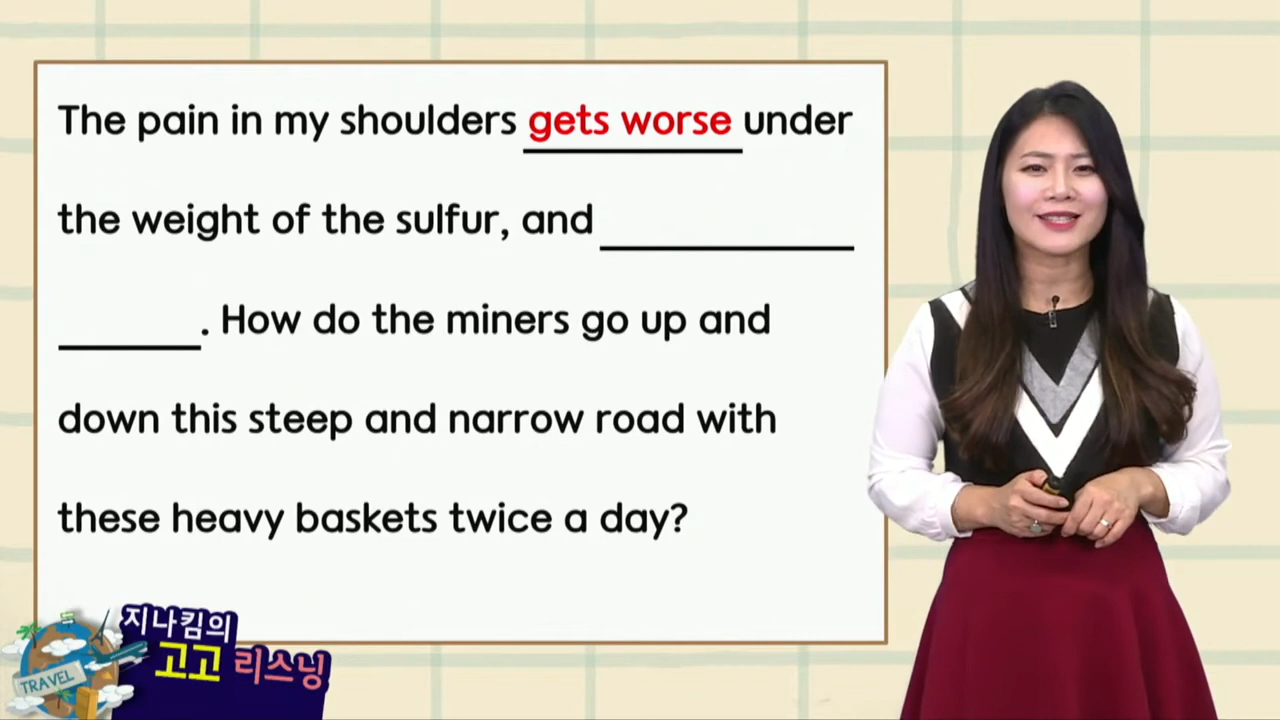 The pain in my shoulders gets worse under
the weight of the sulfur, and
. How do the miners go up and
down this steep and narrow road with
these heavy baskets twice a day?
지나킴의
고고 리스닝
TRAVEL